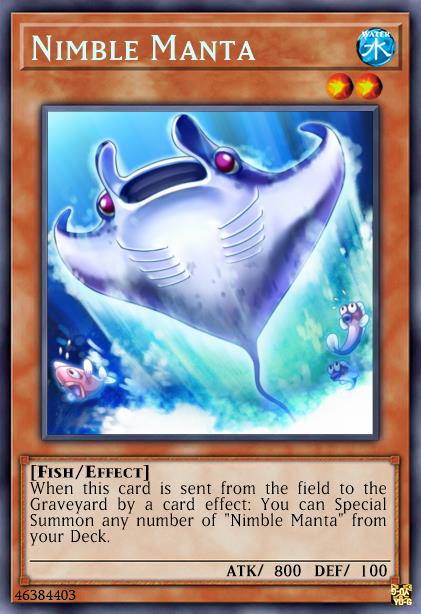 Nimble Manta
WATER
水
[Fish/Effect]
When this card is sent from the field to the
Graveyard by a card effect: You can Special
Summon any number of "Nimble Manta" from
your Deck.
ATK/ 800 DEF/ 100
46384403